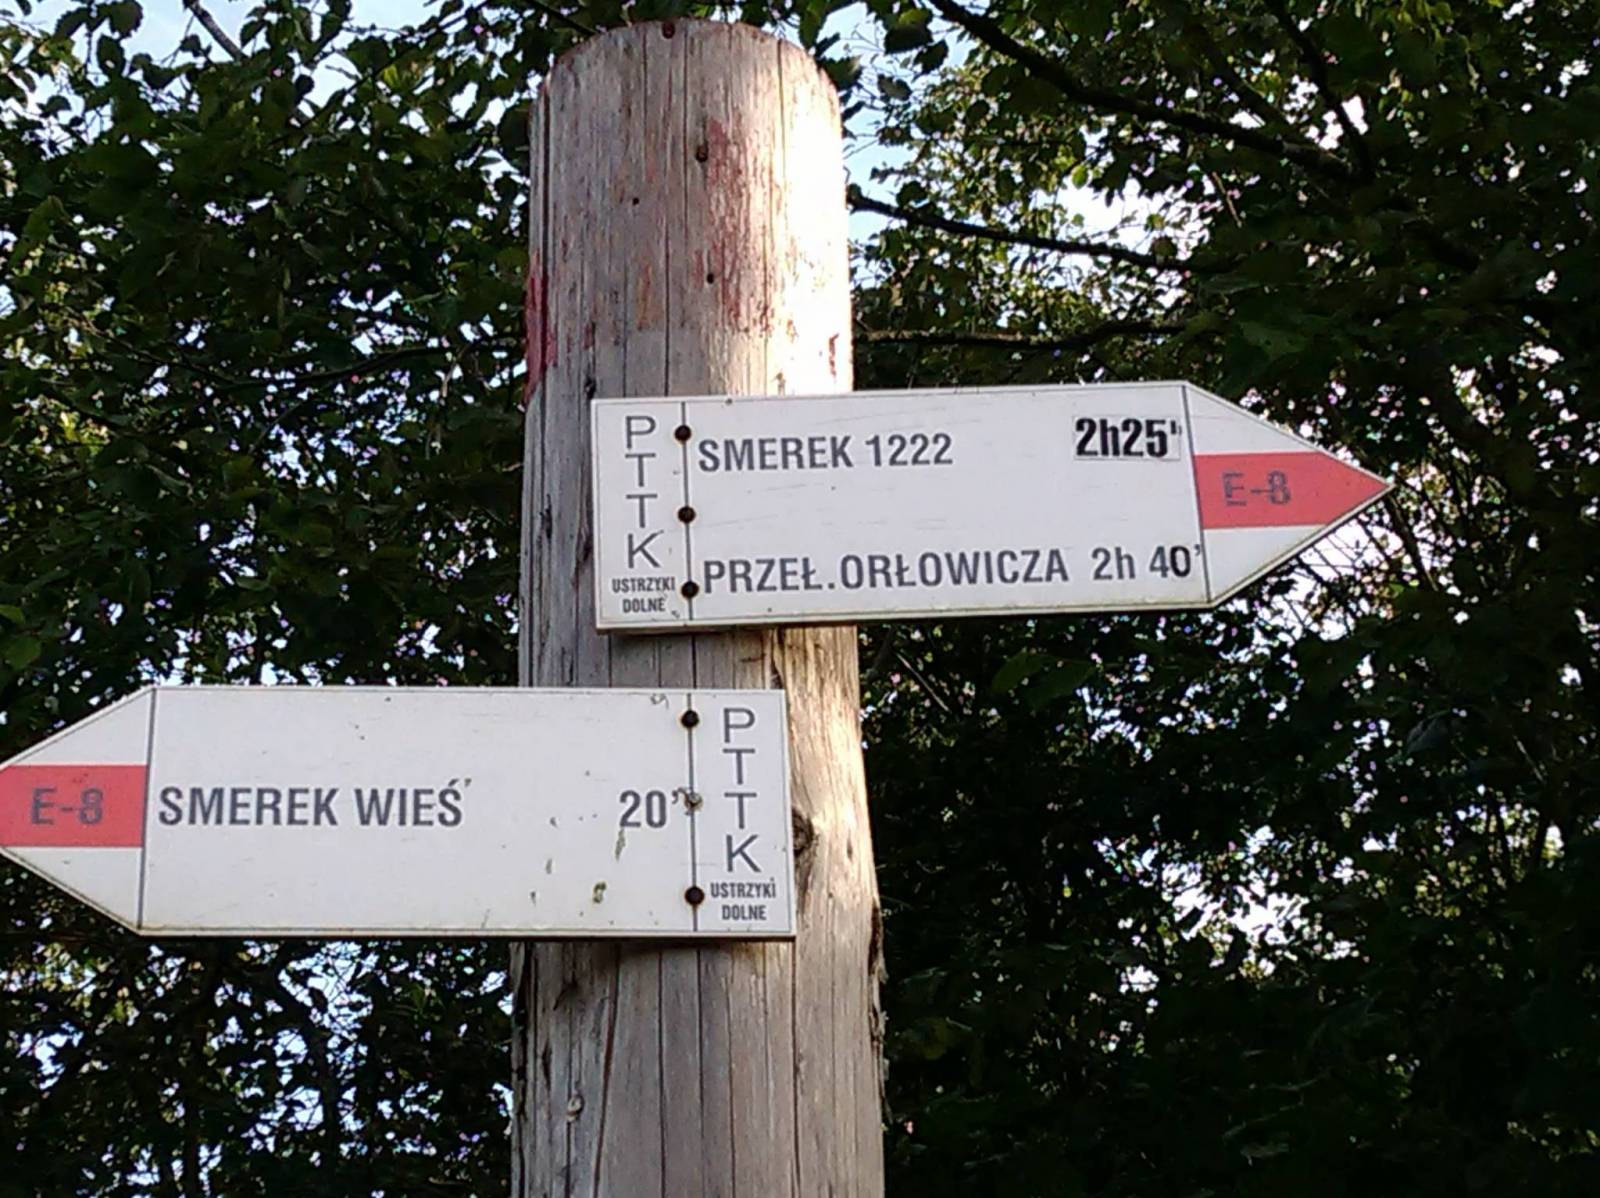 PTTK
USTRZYKI
DOLNE
SMEREK 1222 2h25'
PRZEŁ.ORŁOWICZA 2h 40'
E-8
E-8
SMEREK WIEŚ 20'
PTTK
USTRZYKI
DOLNE